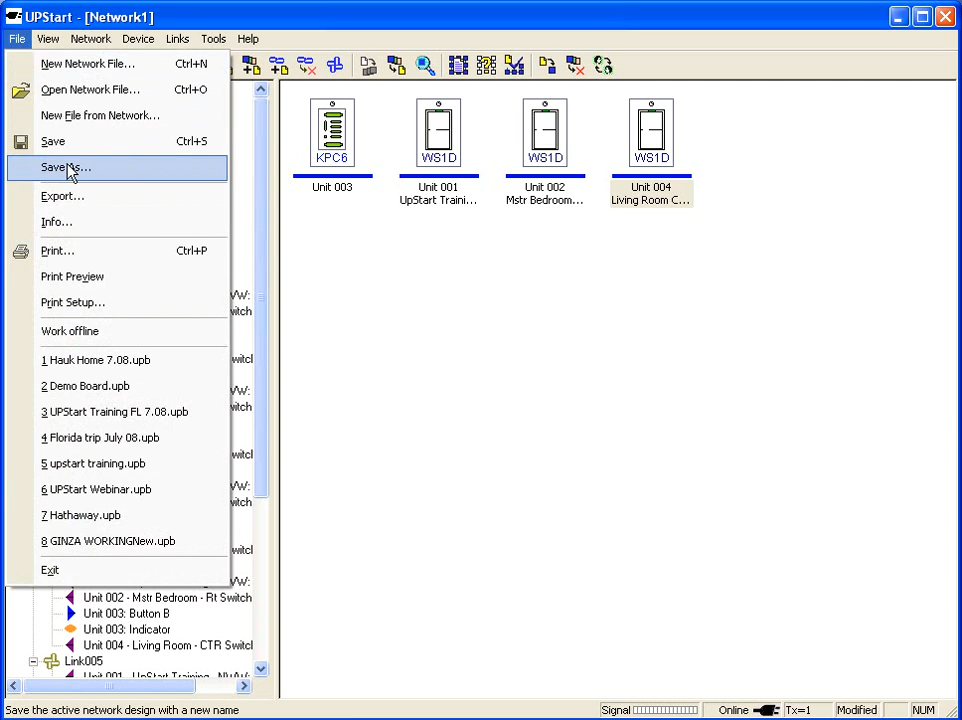 UPStart - [Network1]
File View Network Device Links Tools Help
New Network File... Ctrl+N
Open Network File... Ctrl+O
New File from Network...
Save Ctrl+S
Save As...
Export...
Info...
Print... Ctrl+P
Print Preview
Print Setup...
Work offline
1 Hauk Home 7.08.upb
2 Demo Board.upb
3 UPStart Training FL 7.08.upb
4 Florida trip July 08.upb
5 upstart training.upb
6 UPStart Webinar.upb
7 Hathaway.upb
8 GINZA WORKINGNew.upb
Exit
KPC6 WS1D WS1D WS1D
Unit 003 Unit 001 Unit 002 Unit 004
UpStart Traini... Mstr Bedroom... Living Room C...
Unit 002 - Mstr Bedroom - Rt Switch
Unit 003: Button B
Unit 003: Indicator
Unit 004 - Living Room - CTR Switch
Link005
Save the active network design with a new name
Signal Online Tx=1 Modified NUM